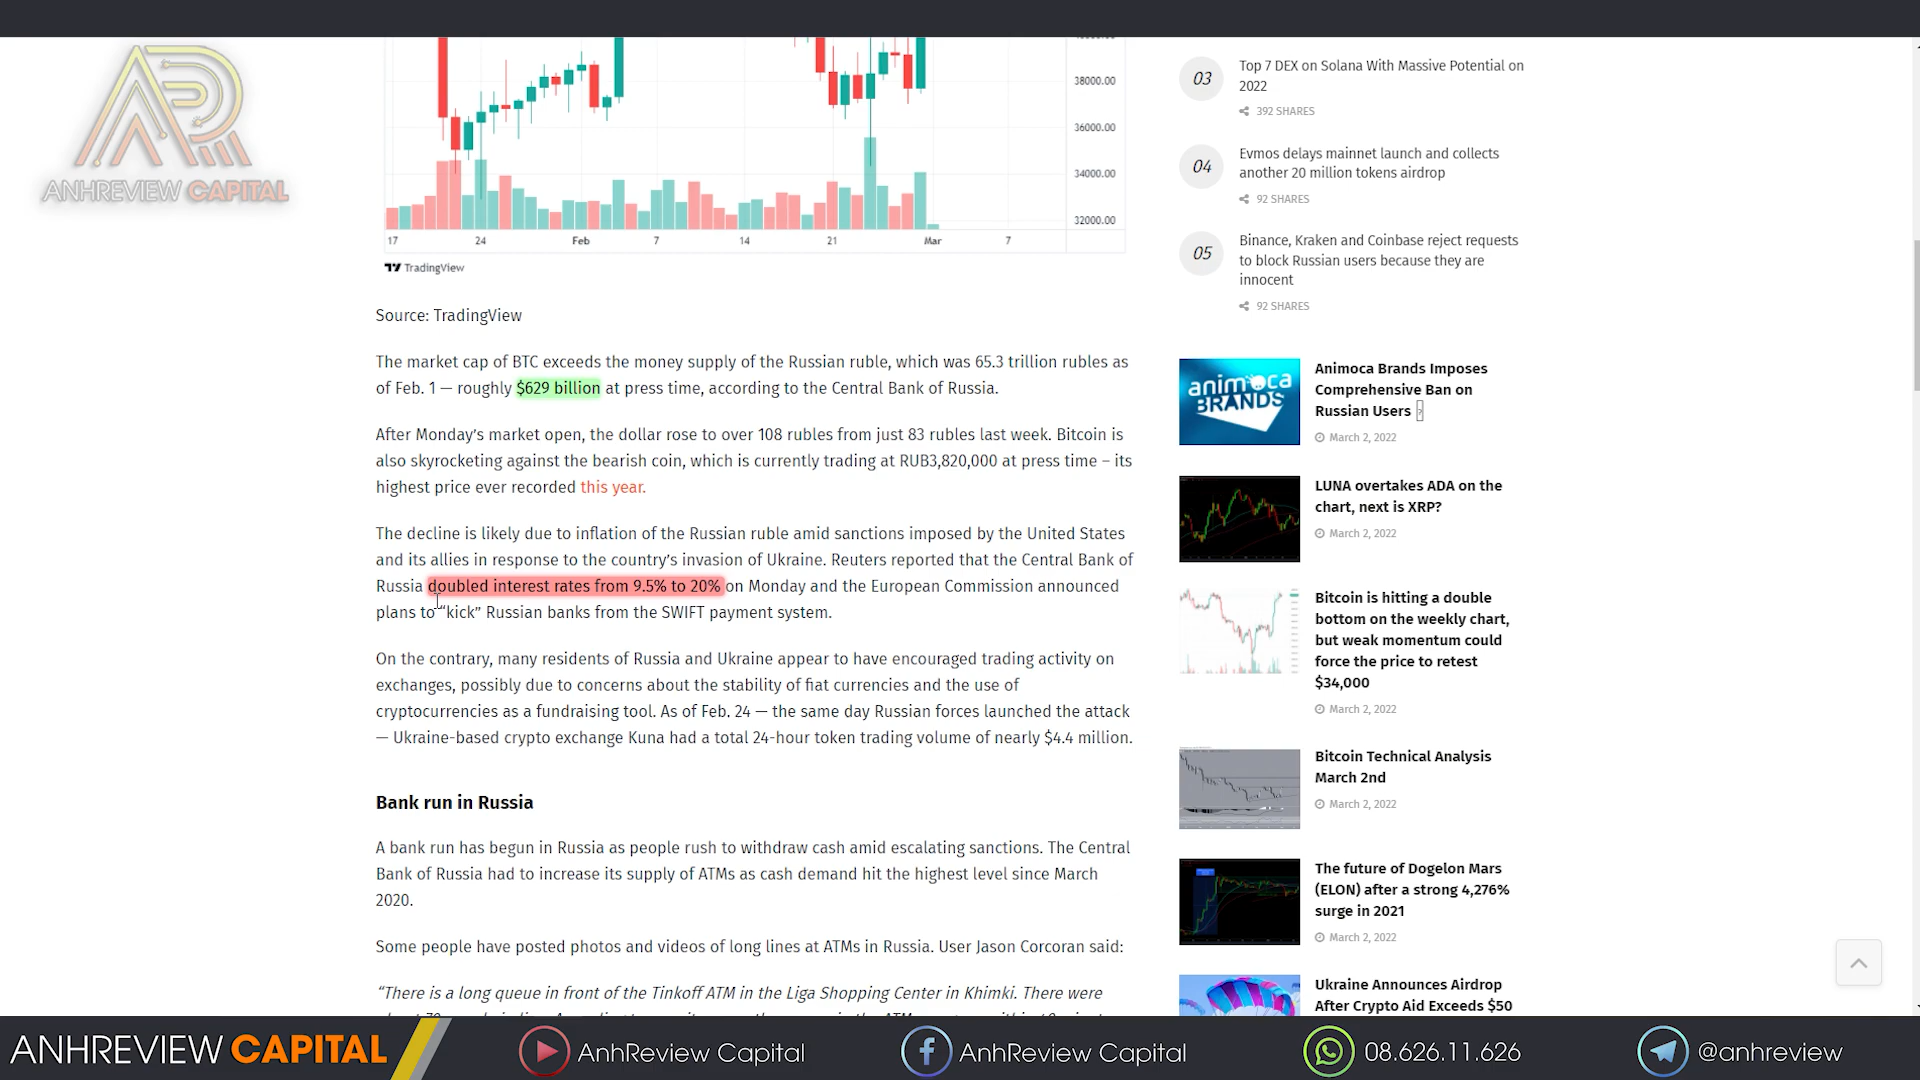 ANHREVIEW CAPITAL
38000.00
36000.00
34000.00
32000.00
17 24 Feb 7 14 21 Mar 7
TradingView
Source: TradingView
The market cap of BTC exceeds the money supply of the Russian ruble, which was 65.3 trillion rubles as
of Feb. 1 — roughly $629 billion at press time, according to the Central Bank of Russia.
After Monday’s market open, the dollar rose to over 108 rubles from just 83 rubles last week. Bitcoin is
also skyrocketing against the bearish coin, which is currently trading at RUB3,820,000 at press time – its
highest price ever recorded this year.
The decline is likely due to inflation of the Russian ruble amid sanctions imposed by the United States
and its allies in response to the country’s invasion of Ukraine. Reuters reported that the Central Bank of
Russia doubled interest rates from 9.5% to 20% on Monday and the European Commission announced
plans to “kick” Russian banks from the SWIFT payment system.
On the contrary, many residents of Russia and Ukraine appear to have encouraged trading activity on
exchanges, possibly due to concerns about the stability of fiat currencies and the use of
cryptocurrencies as a fundraising tool. As of Feb. 24 — the same day Russian forces launched the attack
— Ukraine-based crypto exchange Kuna had a total 24-hour token trading volume of nearly $4.4 million.
Bank run in Russia
A bank run has begun in Russia as people rush to withdraw cash amid escalating sanctions. The Central
Bank of Russia had to increase its supply of ATMs as cash demand hit the highest level since March
2020.
Some people have posted photos and videos of long lines at ATMs in Russia. User Jason Corcoran said:
“There is a long queue in front of the Tinkoff ATM in the Liga Shopping Center in Khimki. There were
03
Top 7 DEX on Solana With Massive Potential on
2022
392 SHARES
04
Evmos delays mainnet launch and collects
another 20 million tokens airdrop
92 SHARES
05
Binance, Kraken and Coinbase reject requests
to block Russian users because they are
innocent
92 SHARES
animoca
BRANDS
Animoca Brands Imposes
Comprehensive Ban on
Russian Users
March 2, 2022
LUNA overtakes ADA on the
chart, next is XRP?
March 2, 2022
Bitcoin is hitting a double
bottom on the weekly chart,
but weak momentum could
force the price to retest
$34,000
March 2, 2022
Bitcoin Technical Analysis
March 2nd
March 2, 2022
The future of Dogelon Mars
(ELON) after a strong 4,276%
surge in 2021
March 2, 2022
Ukraine Announces Airdrop
After Crypto Aid Exceeds $50
ANHREVIEW CAPITAL
AnhReview Capital
AnhReview Capital
08.626.11.626
@anhreview